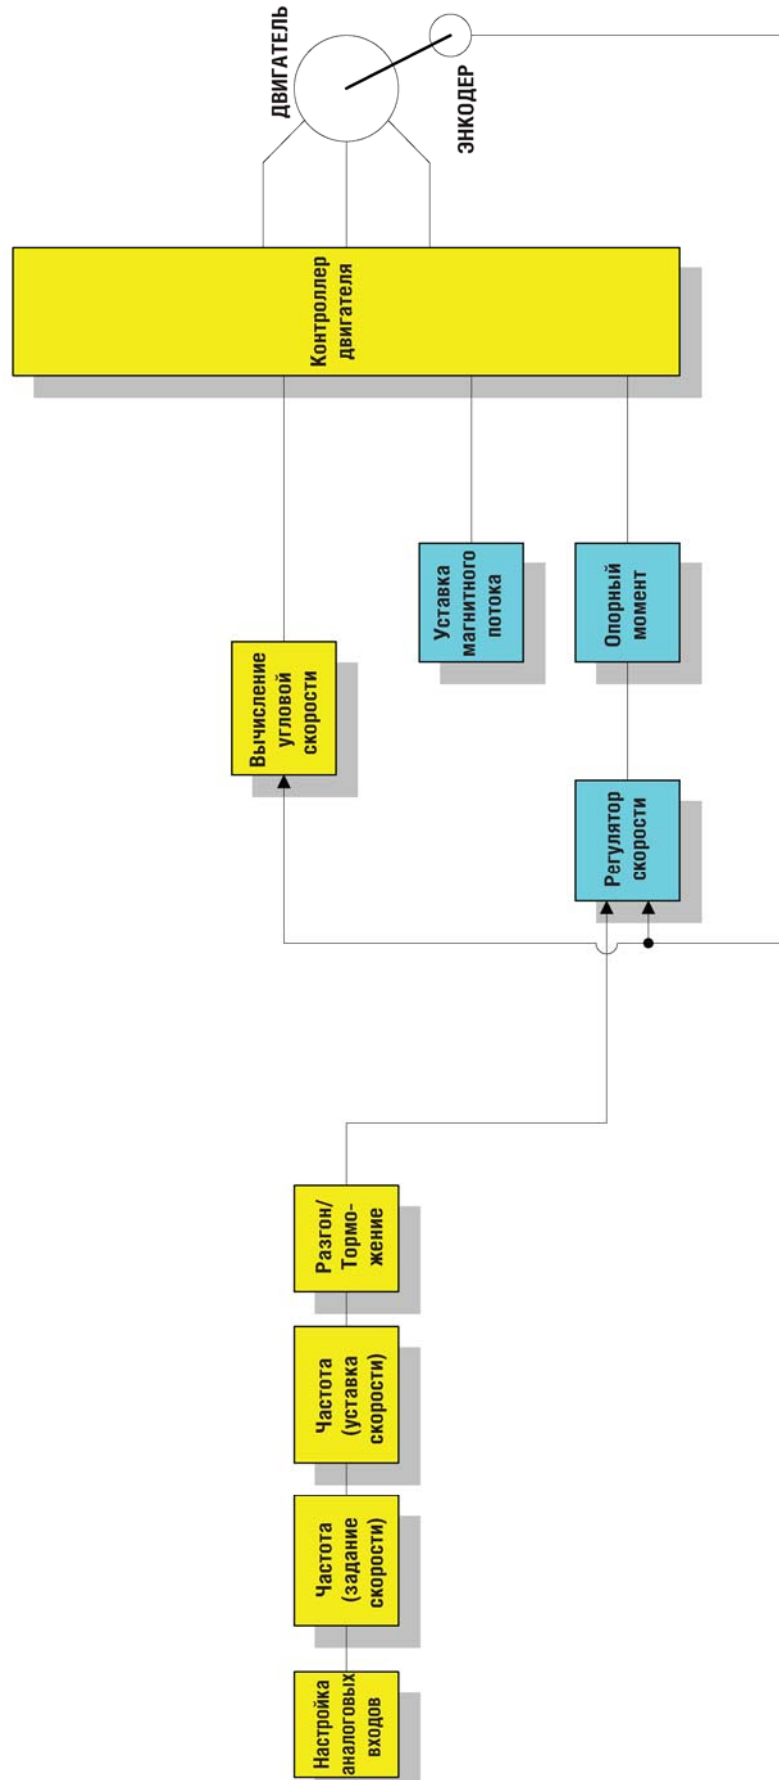 Настройка
аналоговых
входов
Частота
(задание
скорости)
Частота
(уставка
скорости)
Разгон/
Тормо-
жение
Вычисление
угловой
скорости
Регулятор
скорости
Уставка
магнитного
потока
Опорный
момент
Контроллер
двигателя
ДВИГАТЕЛЬ
ЭНКОДЕР